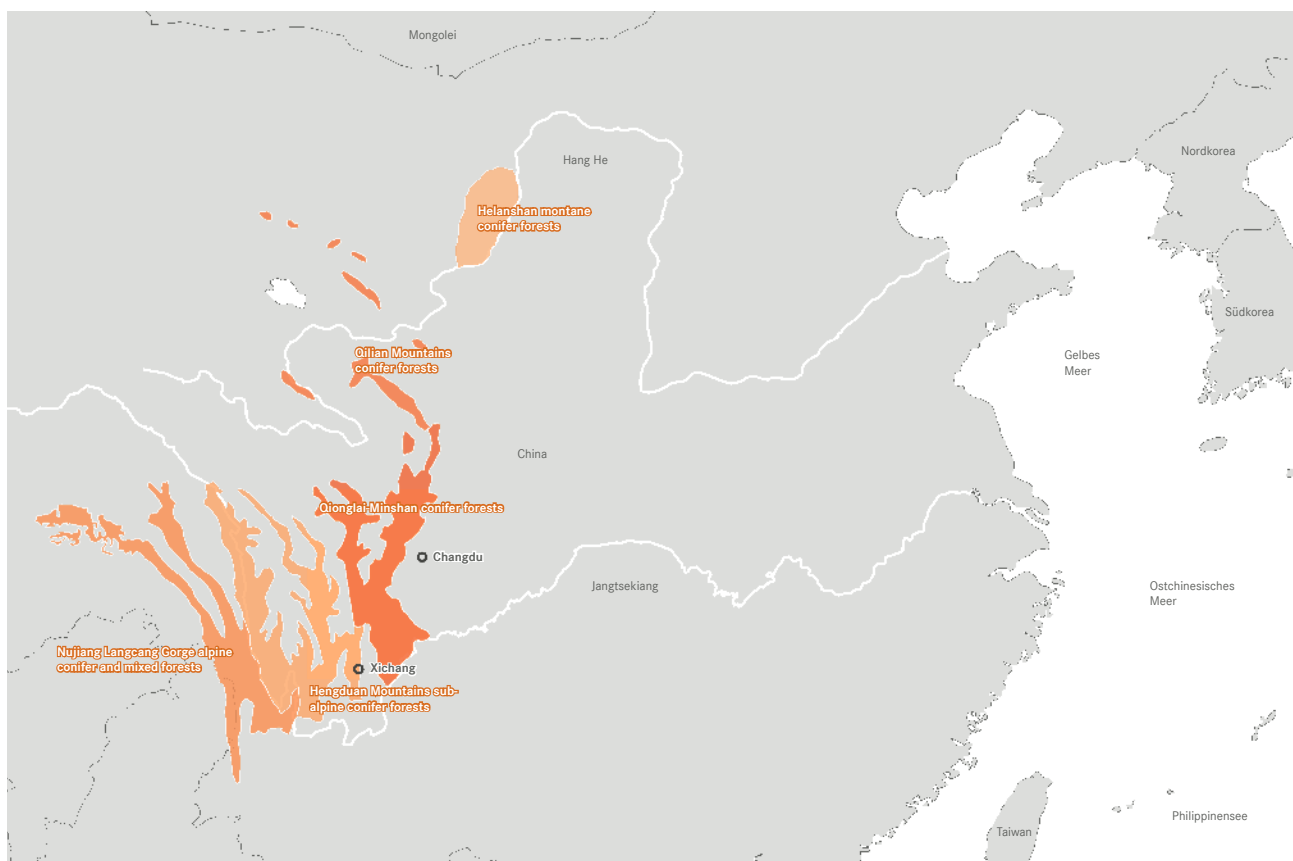 Mongolei
Hang He
Nordkorea
Helanshan montane
conifer forests
Südkorea
Qilian Mountains
conifer forests
Gelbes
Meer
China
Qionglai-Minshan conifer forests
Changdu
Jangtsekiang
Ostchinesisches
Meer
Nujiang Langcang Gorge alpine
conifer and mixed forests
Xichang
Hengduan Mountains sub-
alpine conifer forests
Philippinensee
Taiwan